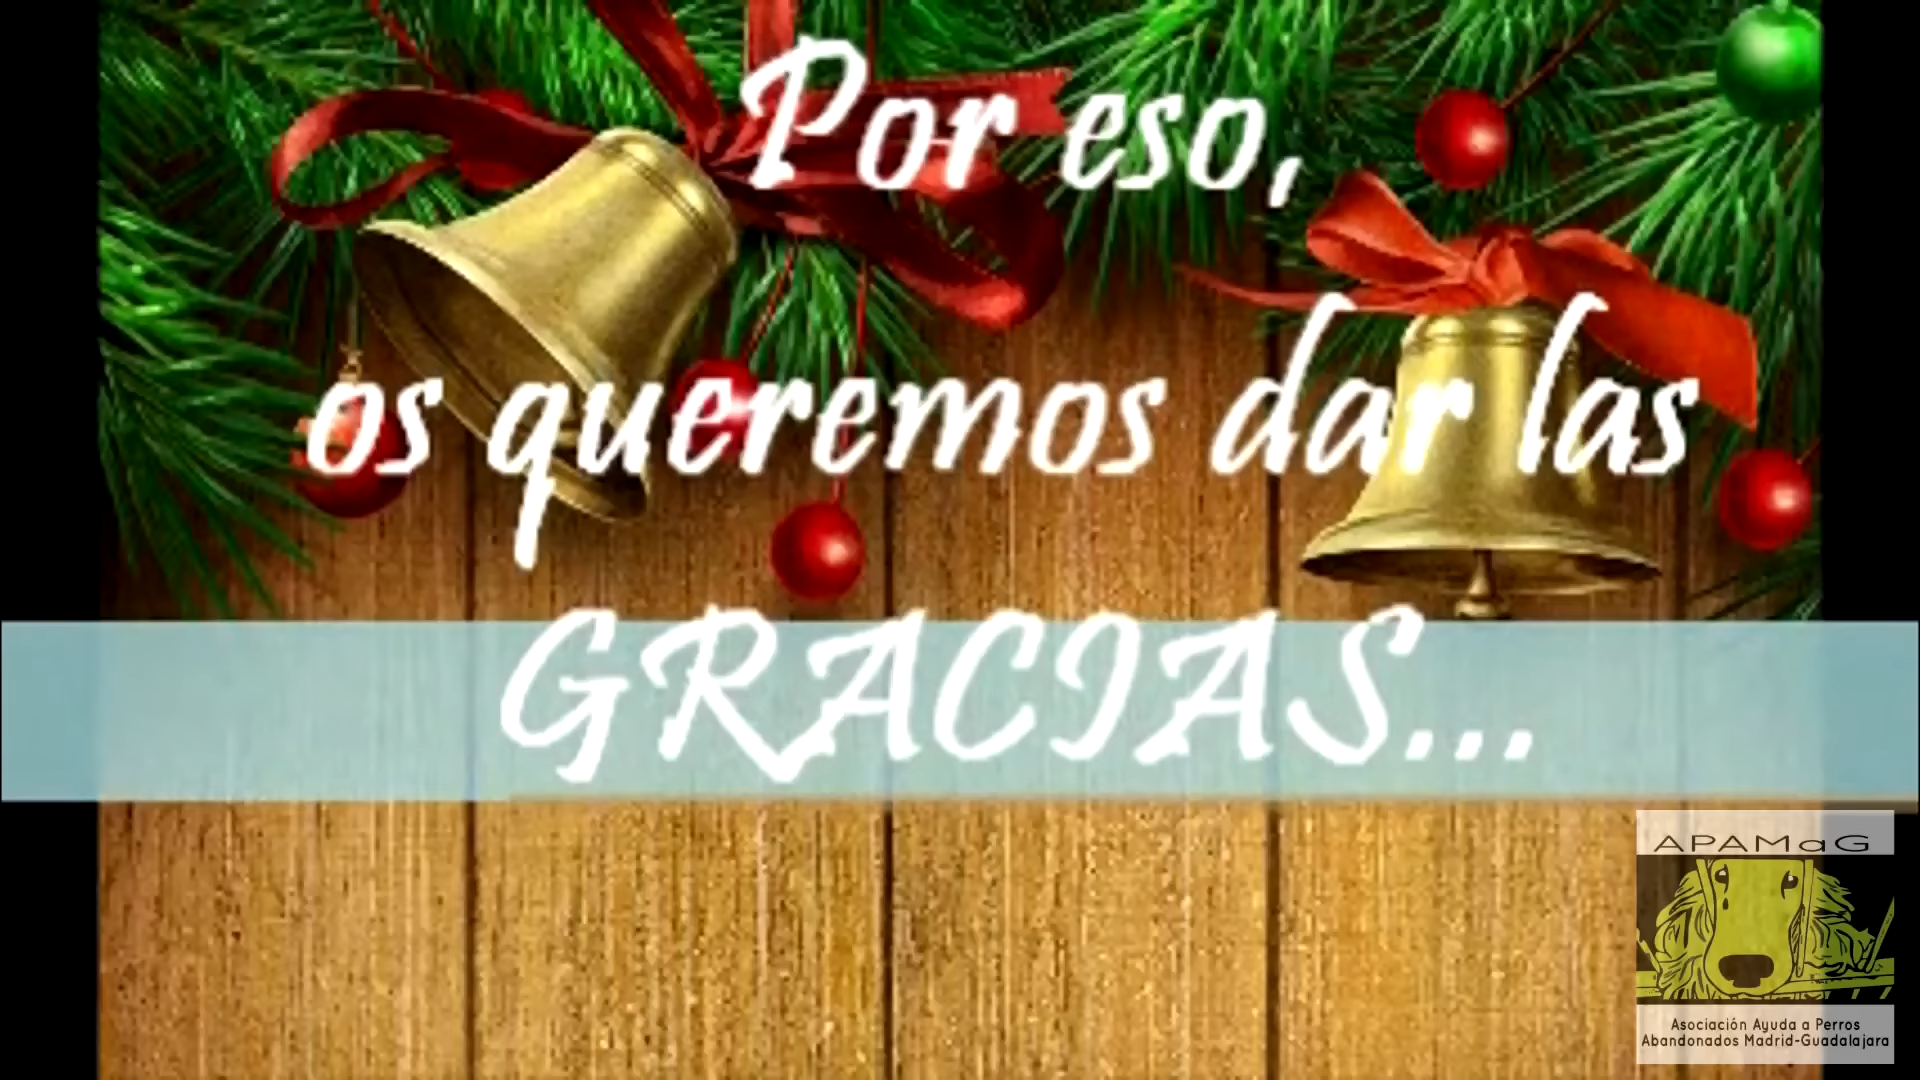 Por eso,
os queremos dar las
GRACIAS...
APAMaG
Asociación Ayuda a Perros
Abandonados Madrid-Guadalajara